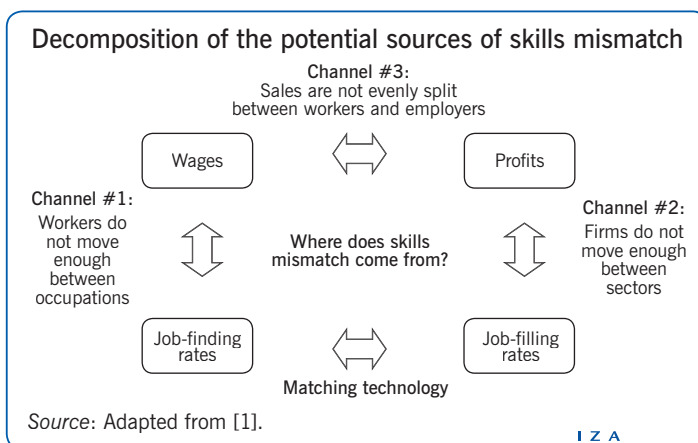 Decomposition of the potential sources of skills mismatch
Channel #3:
Sales are not evenly split
between workers and employers
Wages
Profits
Channel #1:
Workers do
not move
enough
between
occupations
Where does skills
mismatch come from?
Channel #2:
Firms do not
move enough
between
sectors
Job-finding
rates
Job-filling
rates
Matching technology
Source: Adapted from [1].
I Z A